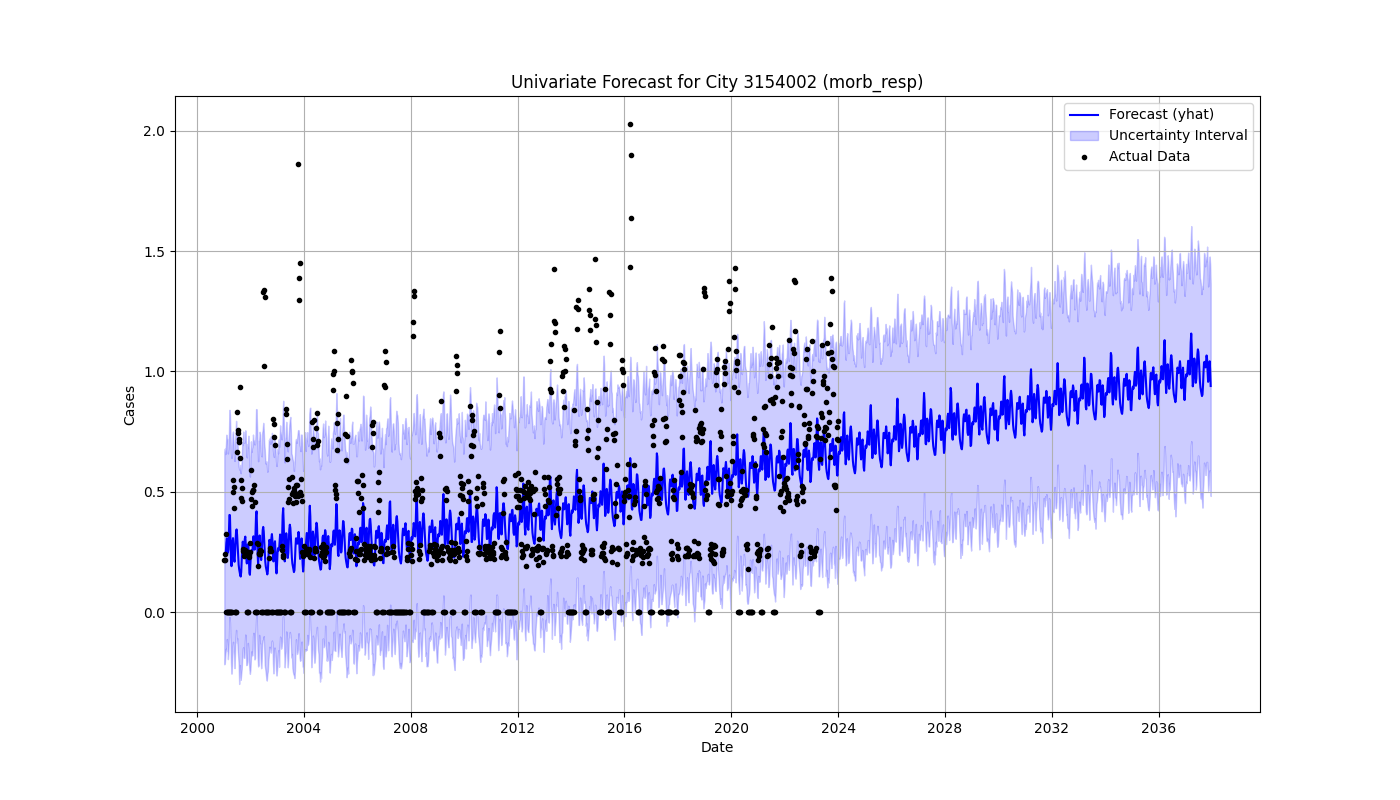 Univariate Forecast for City 3154002 (morb_resp)
Forecast (yhat)
Uncertainty Interval
Actual Data
Cases
2.0
1.5
1.0
0.5
0.0
2000 2004 2008 2012 2016 2020 2024 2028 2032 2036
Date